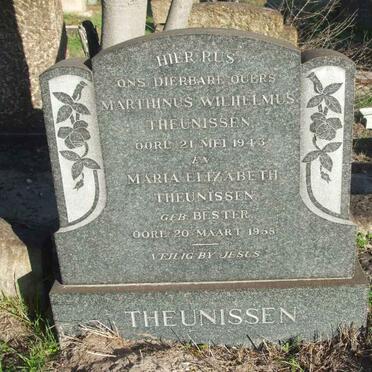 HIER RUS
ONS DIERBARE OUERS
MARTHINUS WILHELMUS
THEUNISSEN
OORL 21 MEI 1943
EN
MARIA ELIZABETH
THEUNISSEN
GEB BESTER
OORL 20 MAART 1958
VEILIG BY JESUS
THEUNISSEN